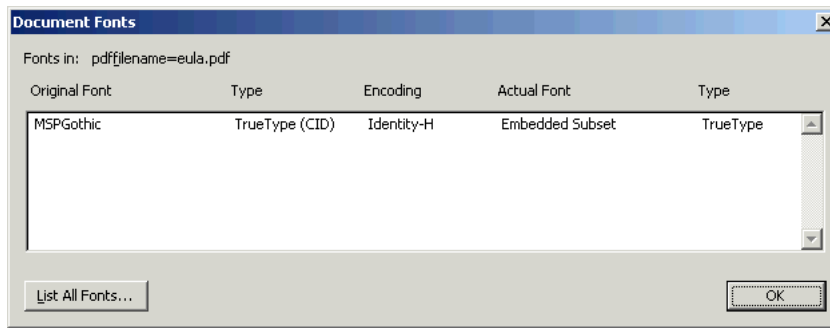 Document Fonts
Fonts in: pdffilename=eula.pdf
Original Font Type Encoding Actual Font Type
MSPGothic TrueType (CID) Identity-H Embedded Subset TrueType
List All Fonts... OK